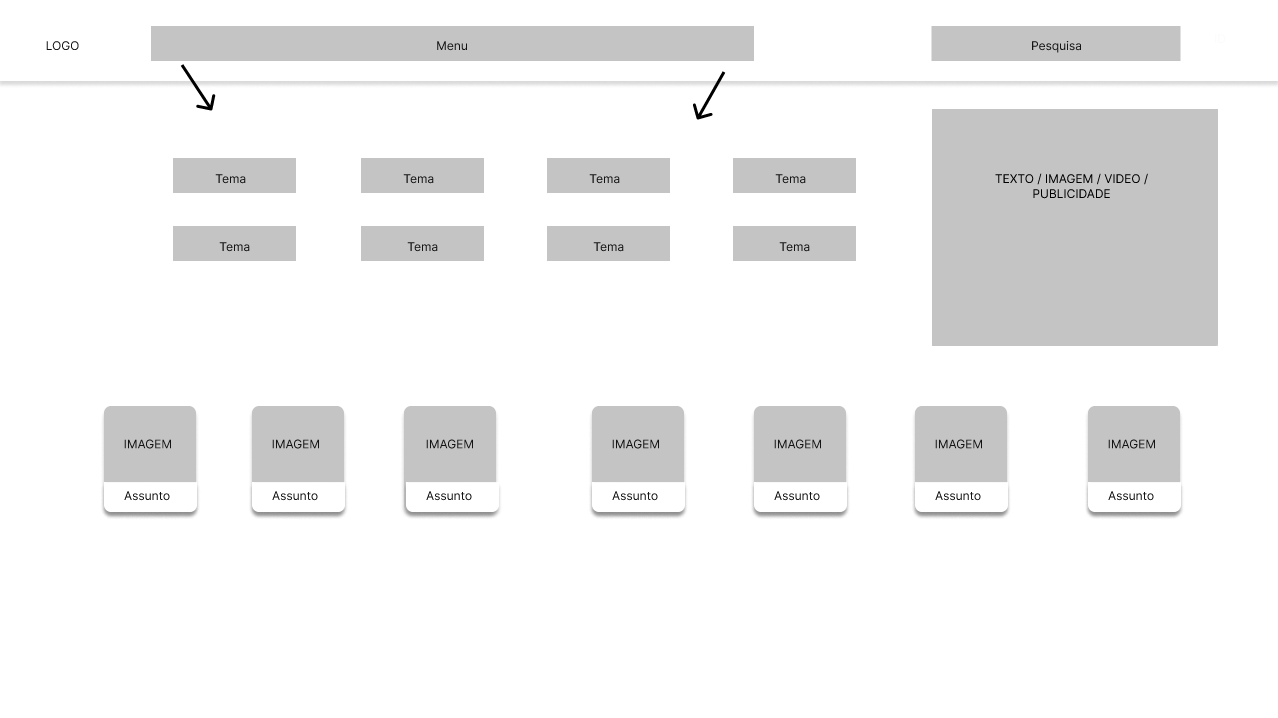 LOGO
Menu
Pesquisa
Tema
Tema
Tema
Tema
TEXTO / IMAGEM / VIDEO /
PUBLICIDADE
Tema
Tema
Tema
Tema
IMAGEM
IMAGEM
IMAGEM
IMAGEM
IMAGEM
IMAGEM
IMAGEM
Assunto
Assunto
Assunto
Assunto
Assunto
Assunto
Assunto